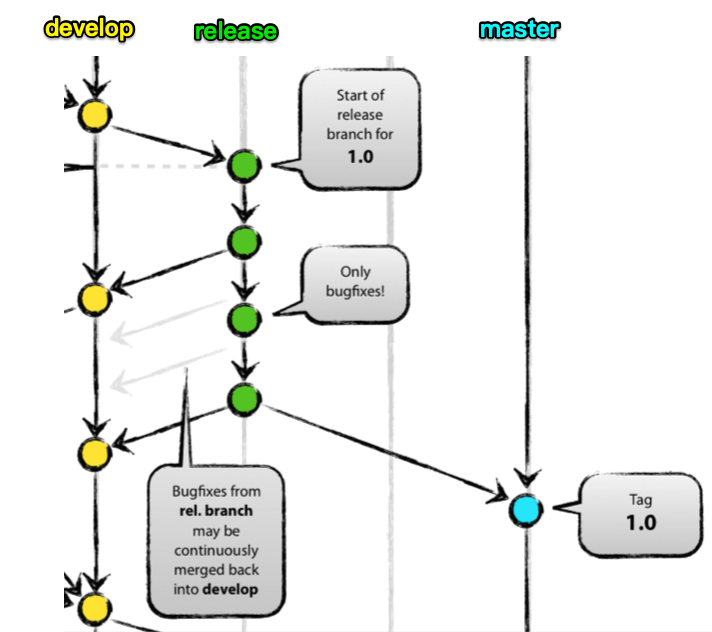 develop
release
master
Start of
release
branch for
1.0
Only
bugfixes!
Bugfixes from
rel. branch
may be
continuously
merged back
into develop
Tag
1.0